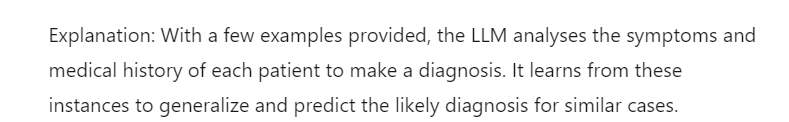 Explanation: With a few examples provided, the LLM analyses the symptoms and
medical history of each patient to make a diagnosis. It learns from these
instances to generalize and predict the likely diagnosis for similar cases.